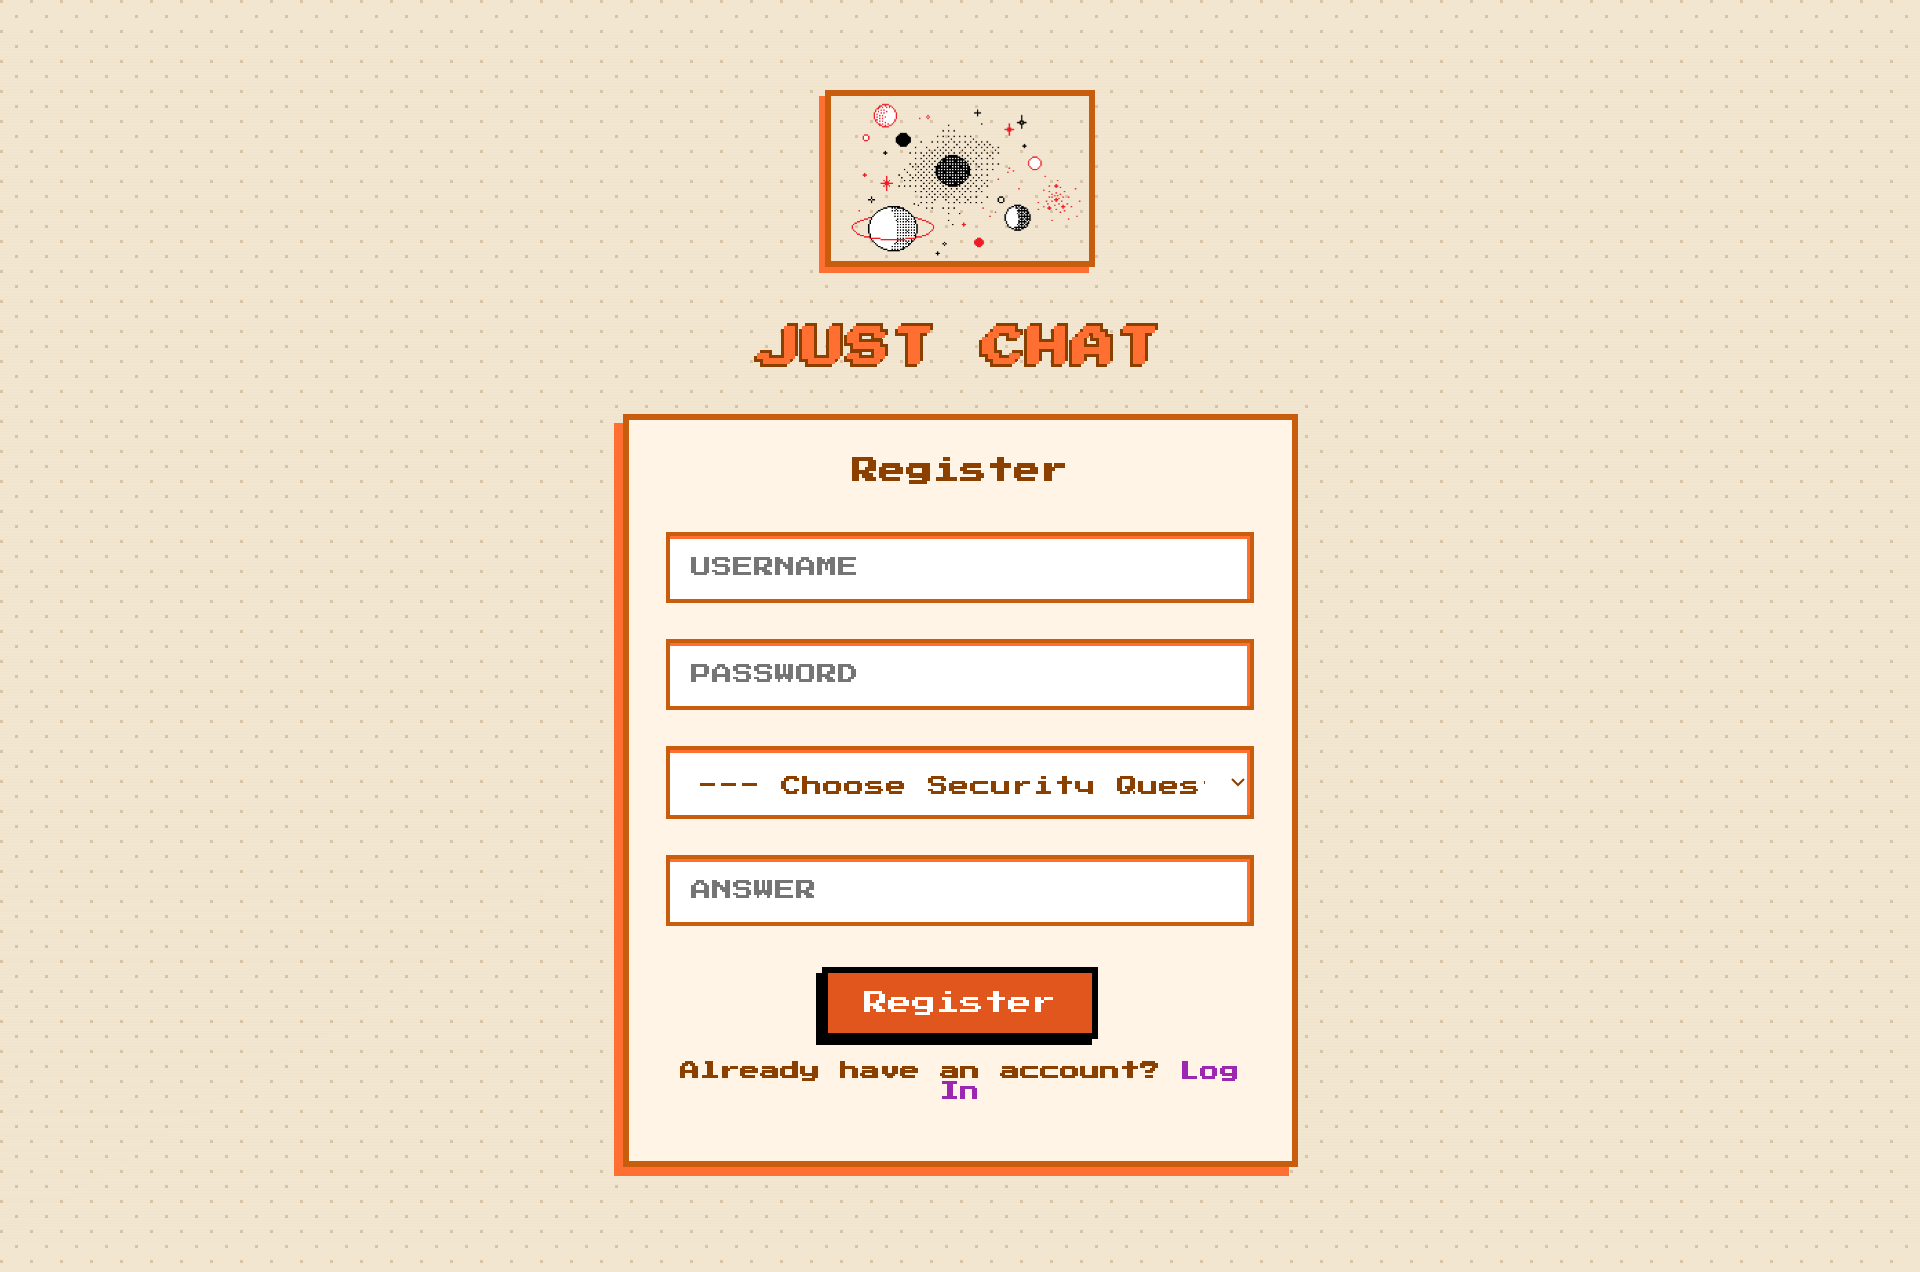 JUST CHAT
Register
USERNAME
PASSWORD
--- Choose Security Ques
ANSWER
Register
Already have an account? Log
In